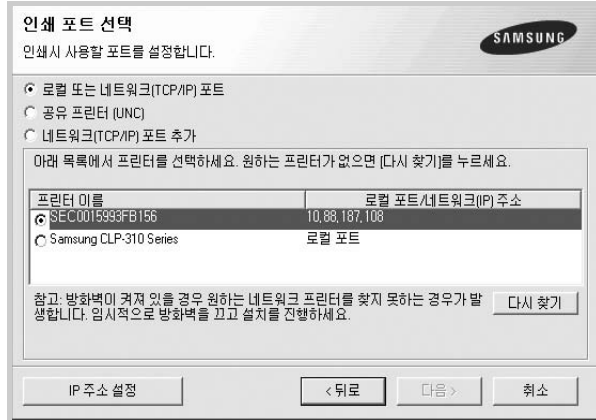 인쇄 포트 선택
인쇄시 사용할 포트를 설정합니다.
SAMSUNG
로컬 또는 네트워크(TCP/IP) 포트
공유 프린터 (UNC)
네트워크(TCP/IP) 포트 추가
아래 목록에서 프린터를 선택하세요. 원하는 프린터가 없으면 [다시 찾기]를 누르세요.
프린터 이름 로컬 포트/네트워크(IP) 주소
SEC0015993FB156 10,88,187,108
Samsung CLP-310 Series 로컬 포트
참고: 방화벽이 켜져 있을 경우 원하는 네트워크 프린터를 찾지 못하는 경우가 발
생합니다. 임시적으로 방화벽을 끄고 설치를 진행하세요.
다시 찾기
IP 주소 설정 <뒤로 다음> 취소